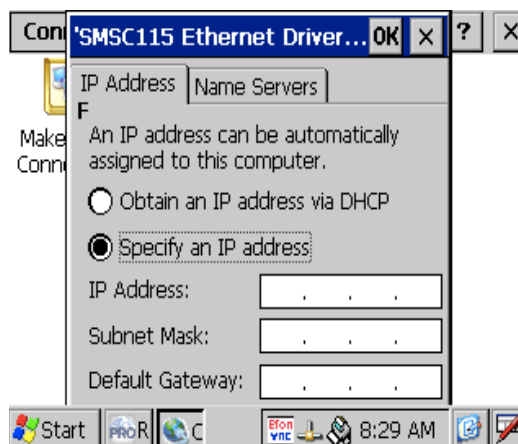 Con
'SMSC115 Ethernet Driver... OK × ? ×
IP Address
Name Servers
F
Make
Conn
An IP address can be automatically
assigned to this computer.
Obtain an IP address via DHCP
Specify an IP address
IP Address: . . .
Subnet Mask: . . .
Default Gateway: . . .
Start
PRO R
C
Efon
VNC
8:29 AM